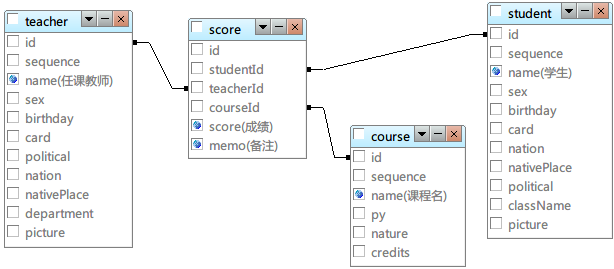 teacher
id
sequence
name(任课教师)
sex
birthday
card
political
nation
nativePlace
department
picture
score
id
studentId
teacherId
courseId
score(成绩)
memo(备注)
course
id
sequence
name(课程名)
py
nature
credits
student
id
sequence
name(学生)
sex
birthday
card
nation
nativePlace
political
className
picture